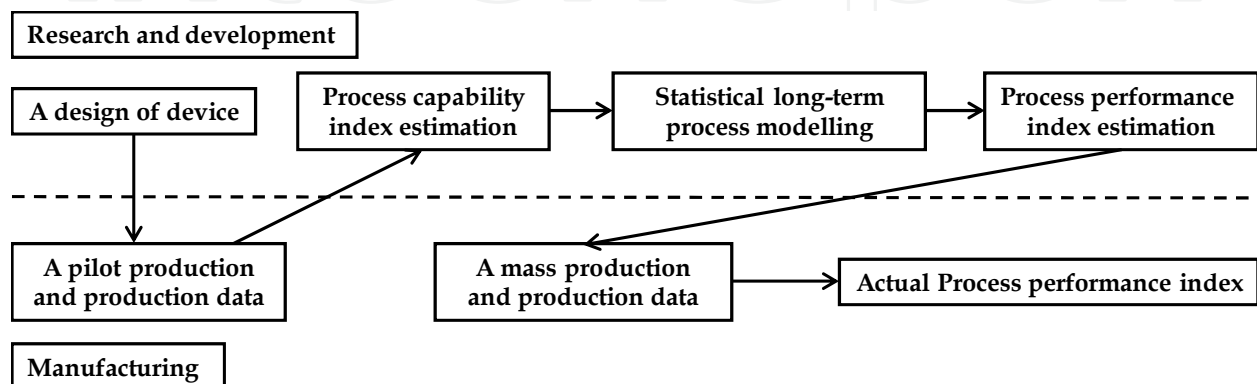 Research and development
A design of device
Process capability
index estimation
Statistical long-term
process modelling
Process performance
index estimation
A pilot production
and production data
A mass production
and production data
Actual Process performance index
Manufacturing